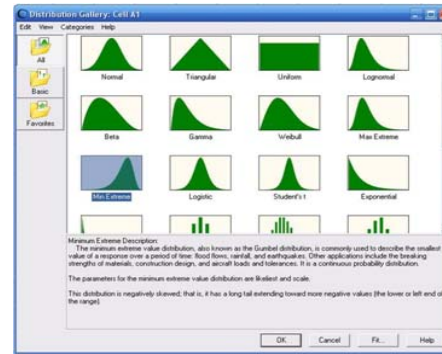 Distribution Gallery: Cell A1
Edit View Categories Help
All
Basic
Favorites
Normal
Triangular
Uniform
Lognormal
Beta
Gamma
Weibull
Max Extreme
Min Extreme
Logistic
Student's t
Exponential
Minimum Extreme Description:
The minimum extreme value distribution, also known as the Gumbel distribution, is commonly used to describe the smallest
value of a response over a period of time: flood flows, rainfall, and earthquakes. Other applications include the breaking
strengths of materials, construction design, and aircraft loads and tolerances. It is a continuous probability distribution.
The parameters for the minimum extreme value distribution are likeliest and scale.
This distribution is negatively skewed; that is, it has a long tail extending toward more negative values (the lower or left end of
the range).
OK
Cancel
Fit...
Help